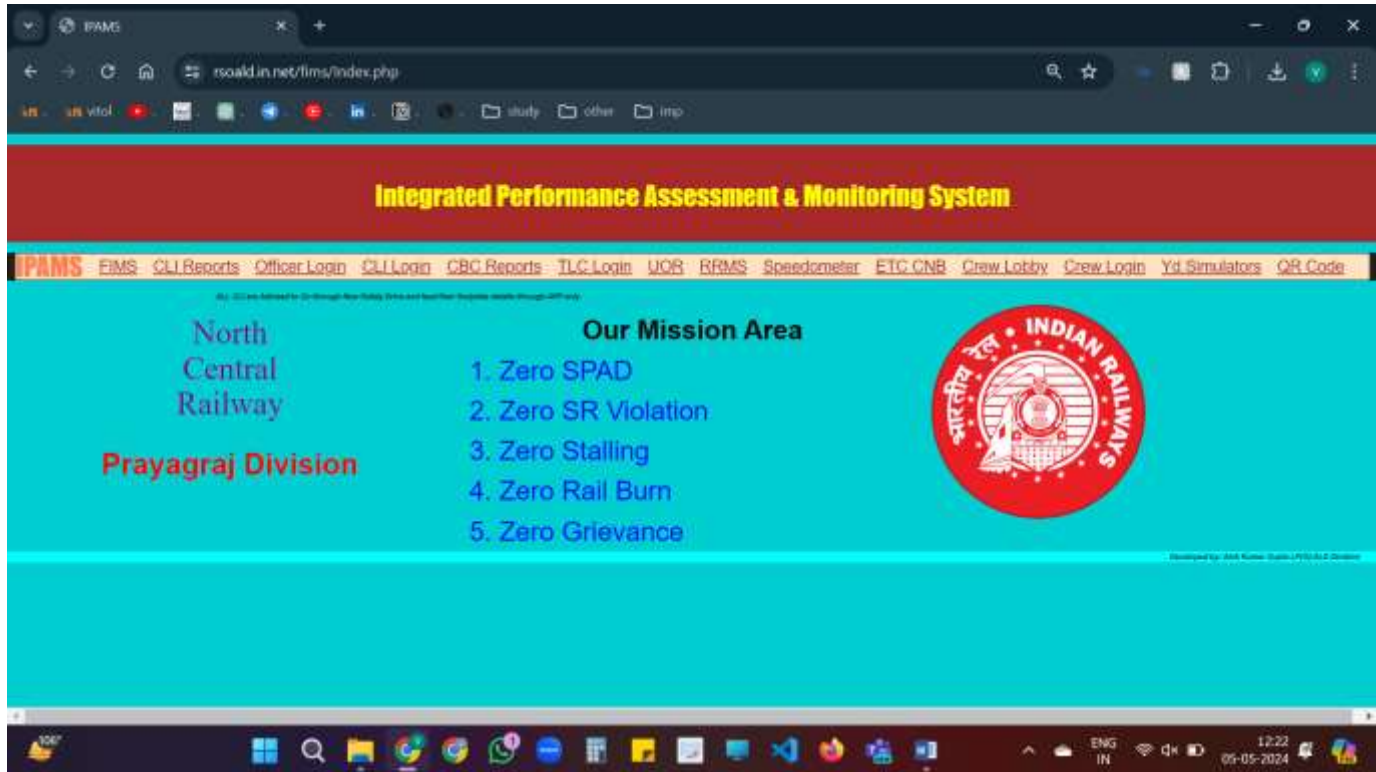 IPAMS
rsoald.in.net/fims/Index.php
vitol
study
other
imp
Integrated Performance Assessment & Monitoring System
IPAMS FIMS CLI Reports Officer Login CLI Login CBC Reports TLC Login UOR RRMS Speedometer ETC CNB Crew Lobby Crew Login Yd.Simulators QR Code
North
Central
Railway
Prayagraj Division
Our Mission Area
1. Zero SPAD
2. Zero SR Violation
3. Zero Stalling
4. Zero Rail Burn
5. Zero Grievance
भारतीय रेल • INDIAN RAILWAYS
106°
ENG
IN
12:22
05-05-2024